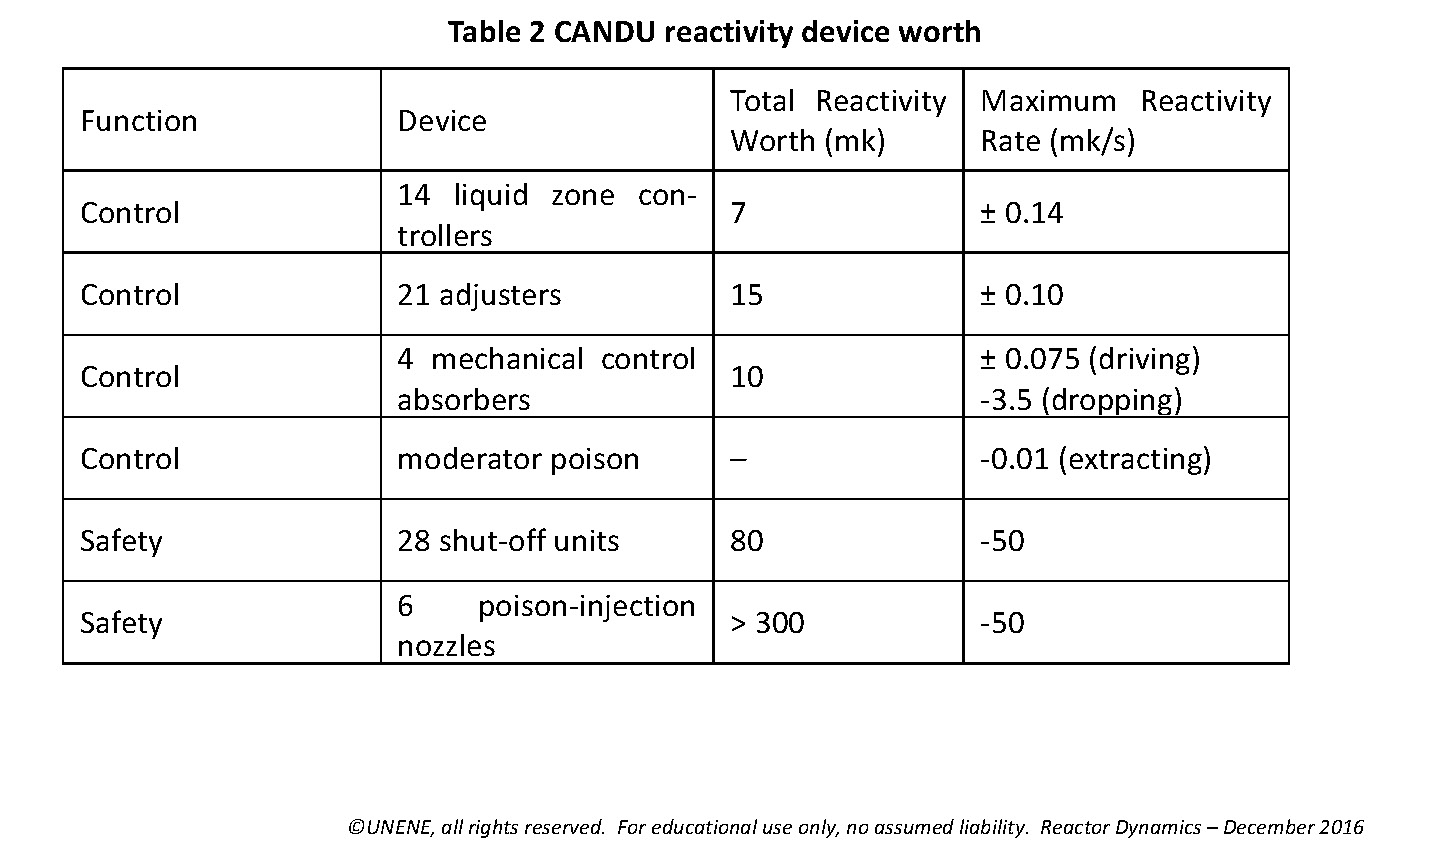 Table 2 CANDU reactivity device worth
Function
Device
Total Reactivity
Worth (mk)
Maximum Reactivity
Rate (mk/s)
Control
14 liquid zone con-
trollers
7
± 0.14
Control
21 adjusters
15
± 0.10
Control
4 mechanical control
absorbers
10
± 0.075 (driving)
-3.5 (dropping)
Control
moderator poison
–
-0.01 (extracting)
Safety
28 shut-off units
80
-50
Safety
6 poison-injection
nozzles
> 300
-50
©UNENE, all rights reserved. For educational use only, no assumed liability. Reactor Dynamics – December 2016